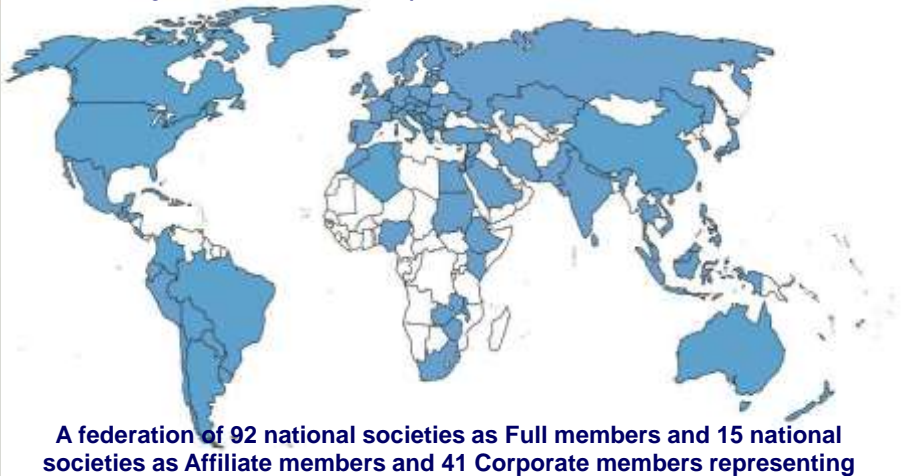 A federation of 92 national societies as Full members and 15 national
societies as Affiliate members and 41 Corporate members representing